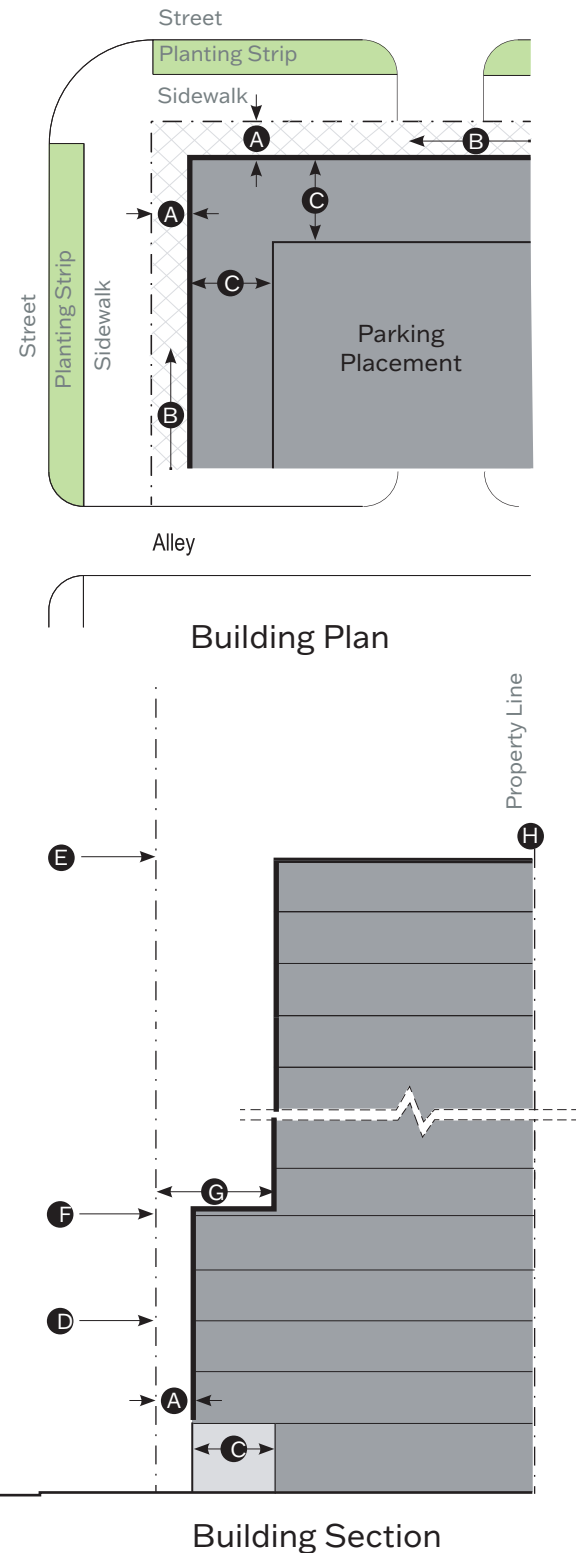 Street
Planting Strip
Sidewalk
A
B
C
A
C
Parking
Placement
Street
Planting Strip
Sidewalk
B
Alley
Building Plan
Property Line
H
E
G
F
D
A
C
Building Section